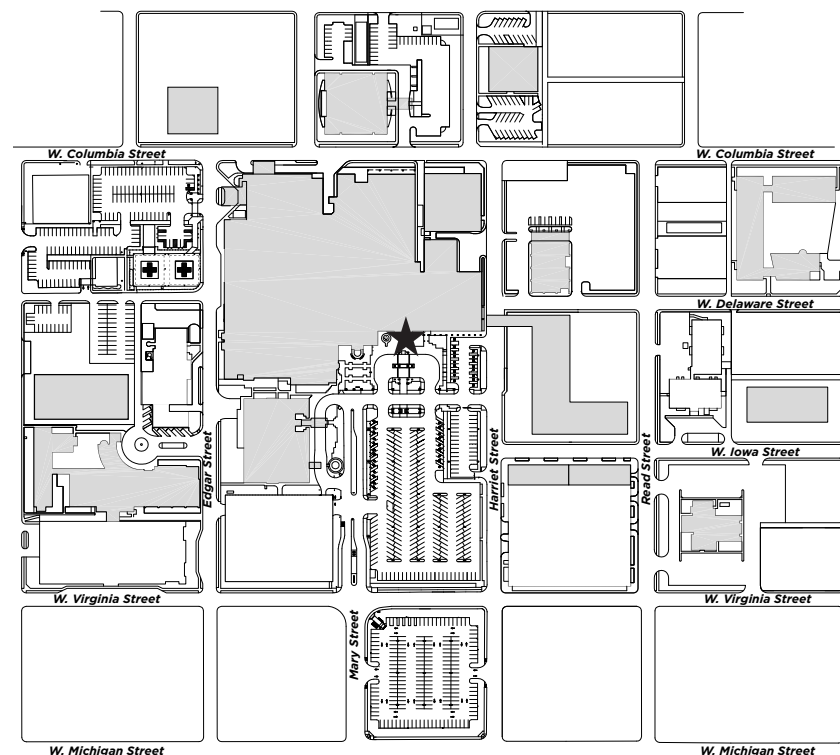 W. Columbia Street
W. Columbia Street
W. Delaware Street
Edgar Street
Harriet Street
Read Street
W. Iowa Street
W. Virginia Street
W. Virginia Street
Mary Street
W. Michigan Street
W. Michigan Street